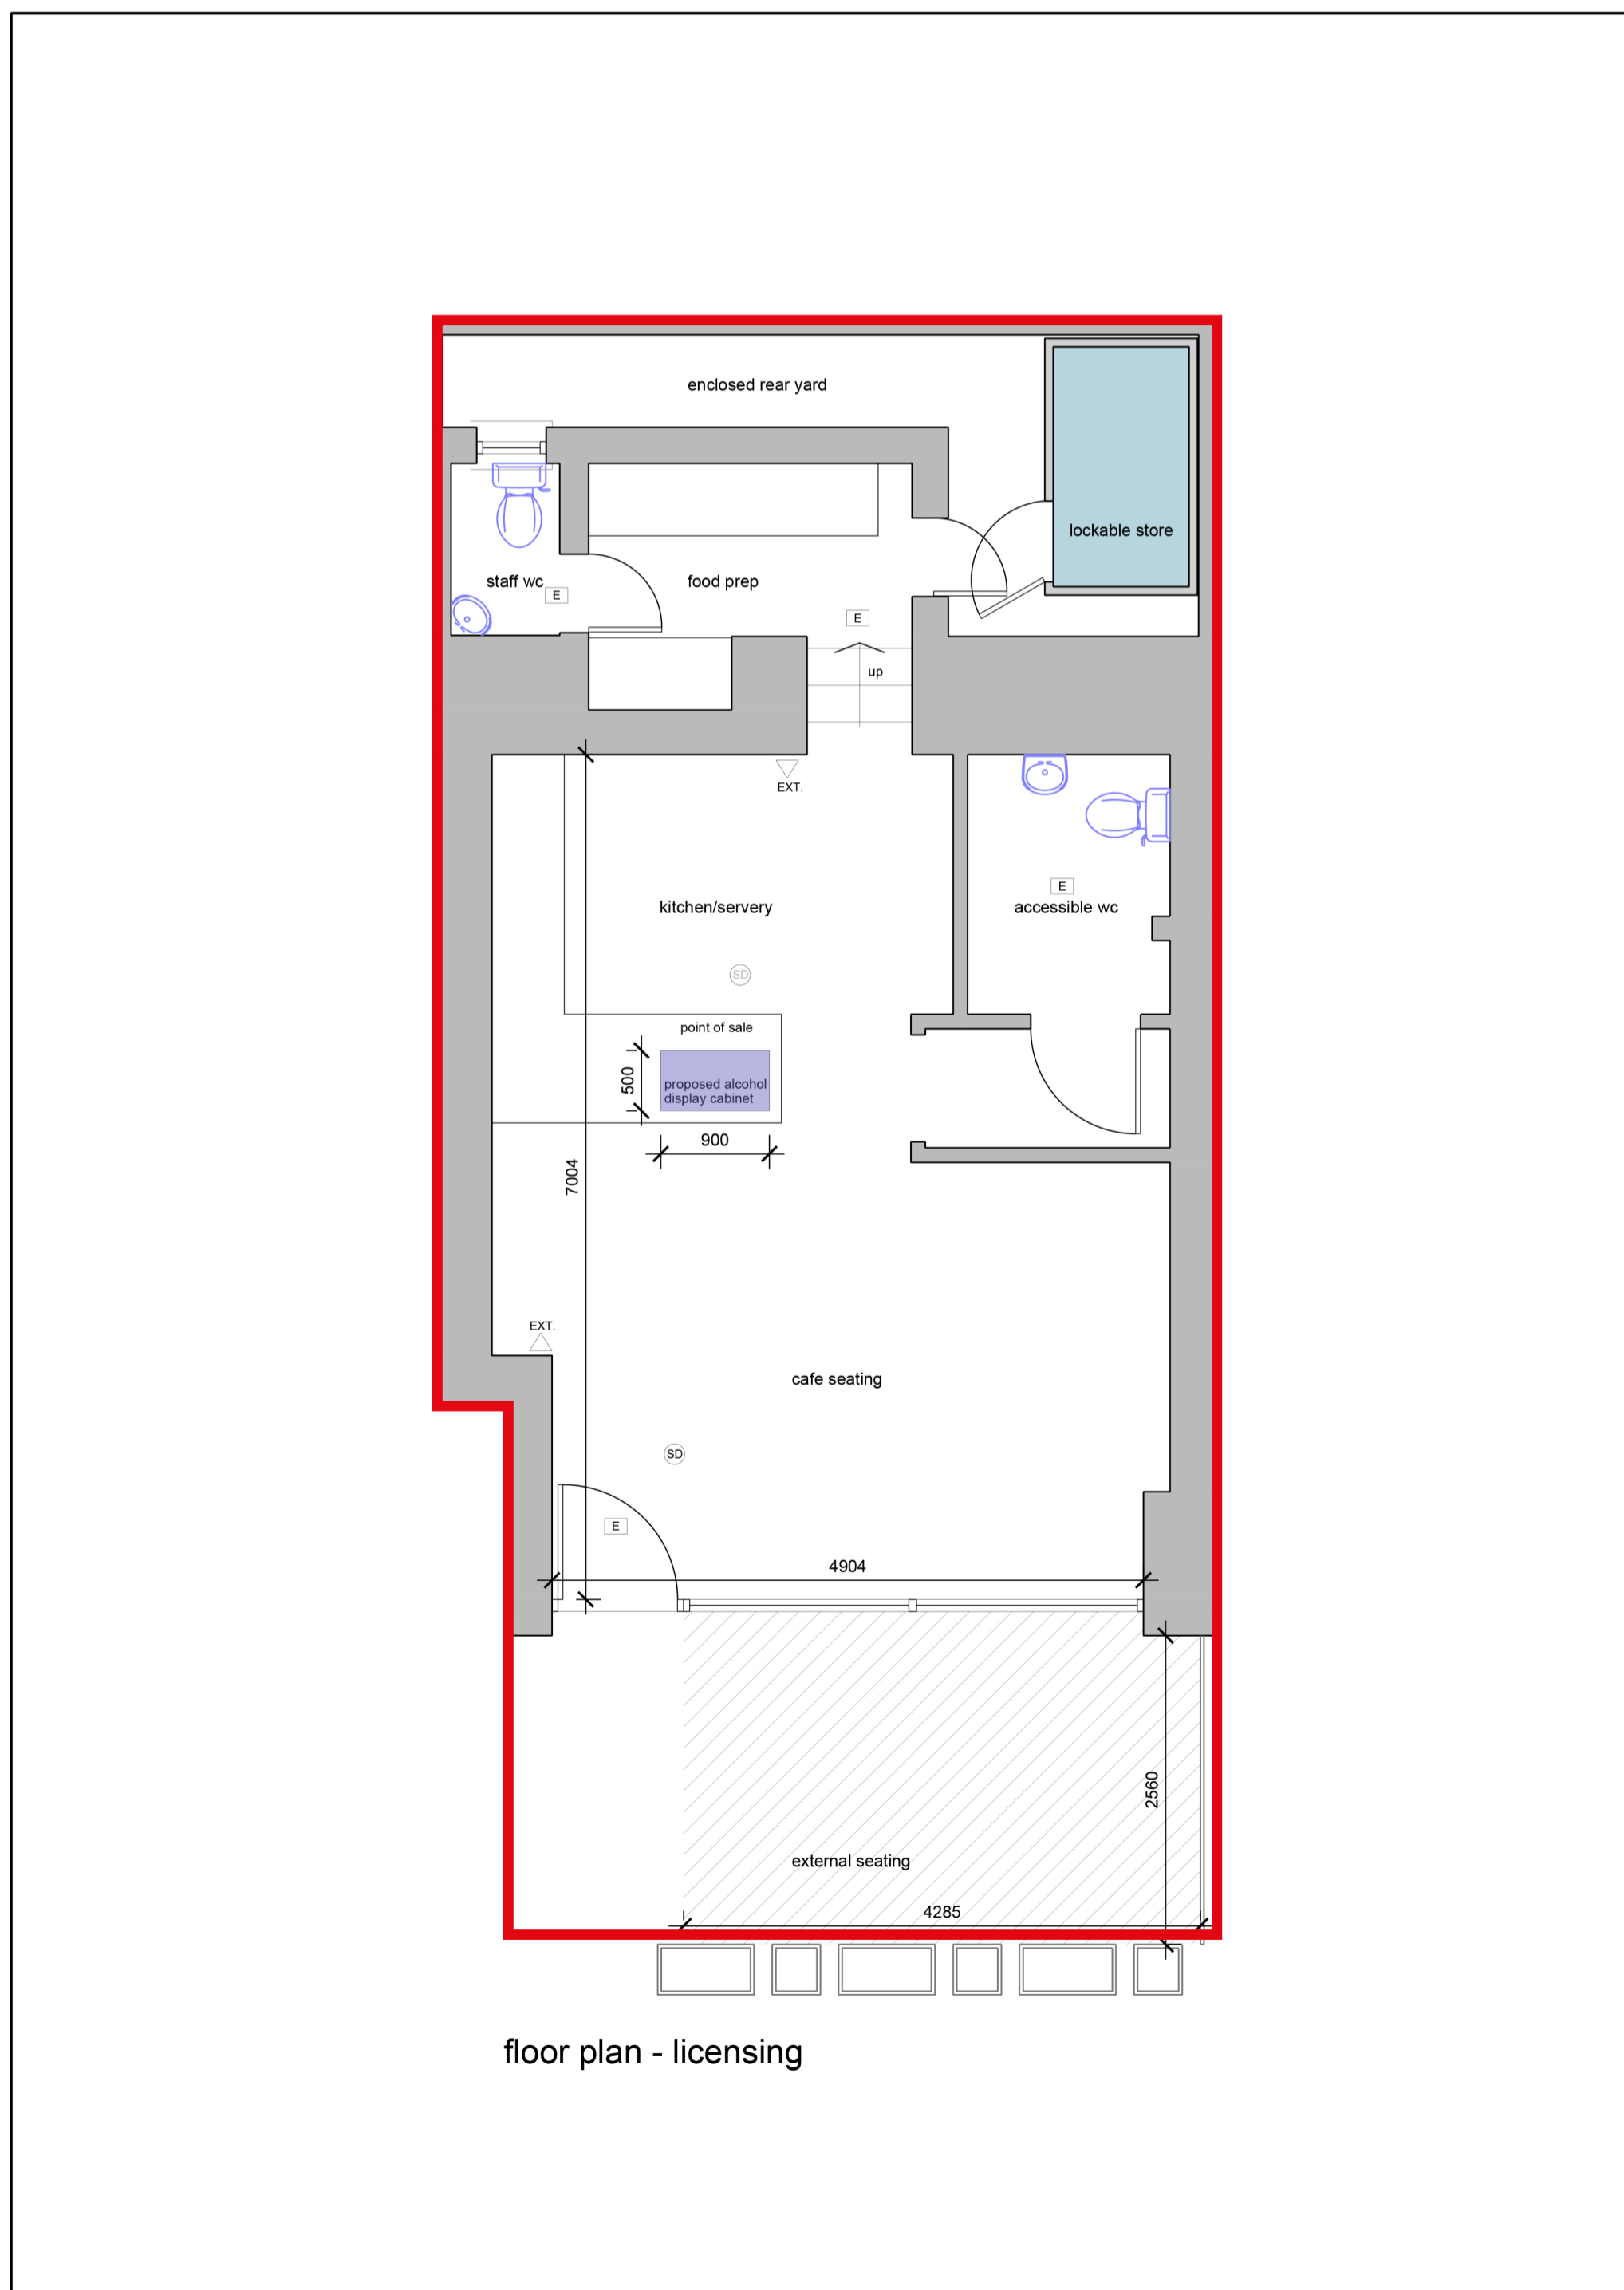 enclosed rear yard
lockable store
staff wc
E
food prep
E
up
EXT.
kitchen/servery
E
accessible wc
SD
point of sale
500
proposed alcohol
display cabinet
900
7004
EXT.
cafe seating
SD
E
4904
2560
external seating
4285
floor plan - licensing